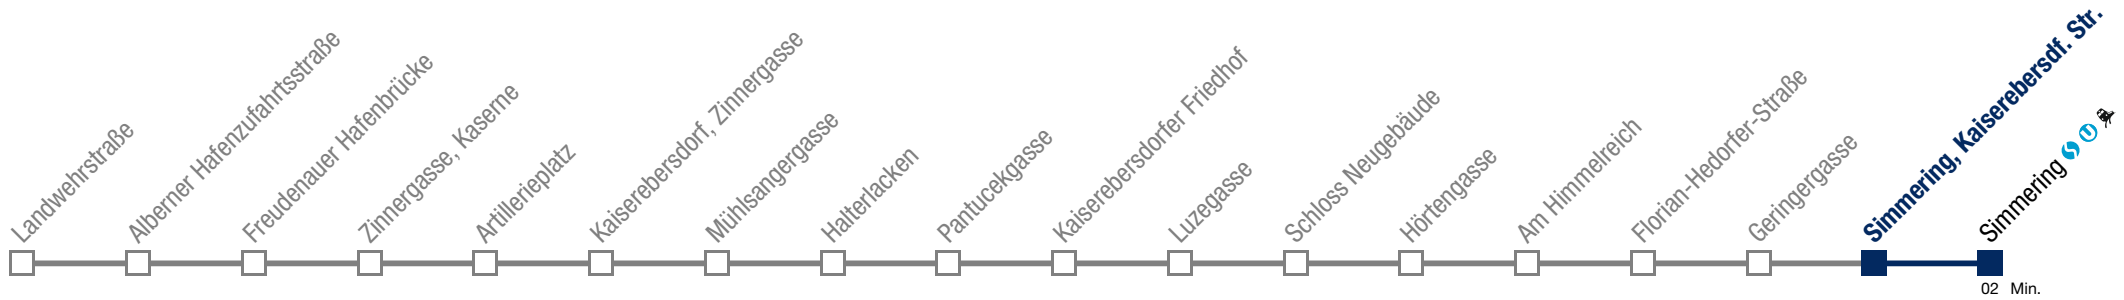 Landwehrstraße
Alberner Hafenzufahrtsstraße
Freudenauer Hafenbrücke
Zinnergasse, Kaserne
Artillerieplatz
Kaiserebersdorf, Zinnergasse
Mühlsangergasse
Halterlacken
Pantucekgasse
Kaiserebersdorfer Friedhof
Luzegasse
Schloss Neugebäude
Hörtengasse
Am Himmelreich
Florian-Hedorfer-Straße
Geringergasse
Simmering, Kaiserebersdf. Str.
Simmering S U
02 Min.